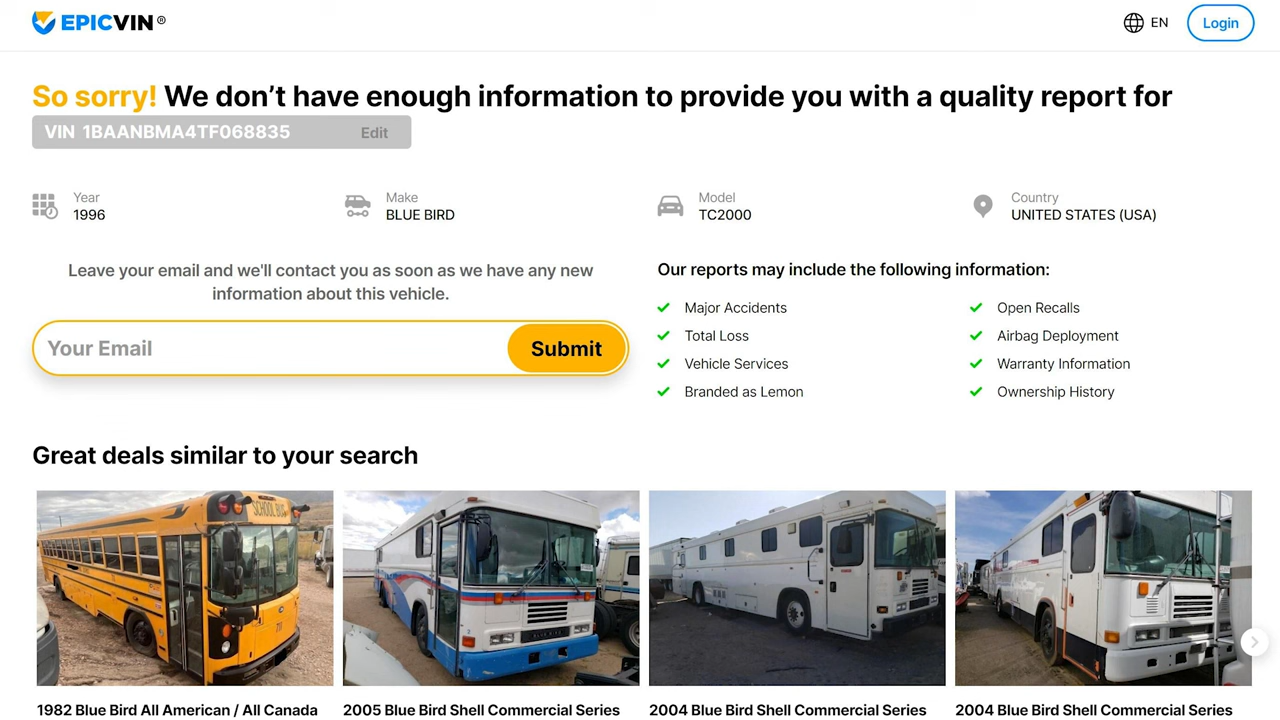 EPICVIN ®
EN
Login
So sorry! We don’t have enough information to provide you with a quality report for
VIN 1BAANBMA4TF068835
Edit
Year
1996
Make
BLUE BIRD
Model
TC2000
Country
UNITED STATES (USA)
Leave your email and we'll contact you as soon as we have any new
information about this vehicle.
Your Email
Submit
Our reports may include the following information:
Major Accidents
Open Recalls
Total Loss
Airbag Deployment
Vehicle Services
Warranty Information
Branded as Lemon
Ownership History
Great deals similar to your search
SCHOOL BUS
BLUE BIRD
1982 Blue Bird All American / All Canada
2005 Blue Bird Shell Commercial Series
2004 Blue Bird Shell Commercial Series
2004 Blue Bird Shell Commercial Series